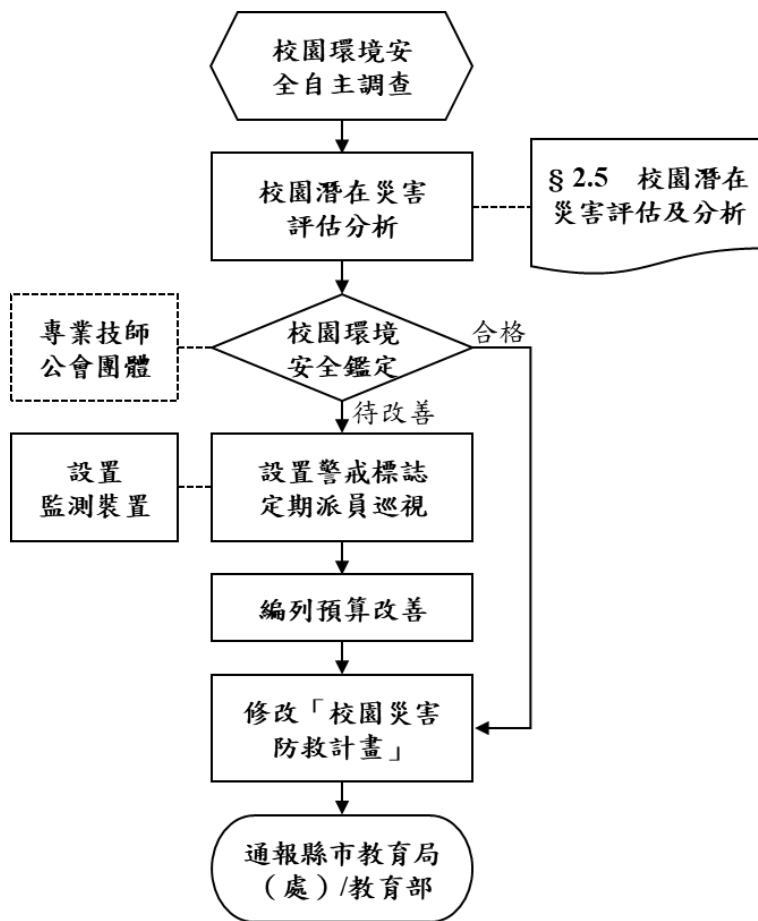 校園環境安
全自主調查
校園潛在災害
評估分析
§ 2.5 校園潛在
災害評估及分析
專業技師
公會團體
校園環境
安全鑑定
合格
待改善
設置
監測裝置
設置警戒標誌
定期派員巡視
編列預算改善
修改「校園災害
防救計畫」
通報縣市教育局
（處）/教育部